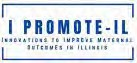 I PROMOTE-IL
INNOVATIONS TO IMPROVE MATERNAL
OUTCOMES IN ILLINOIS